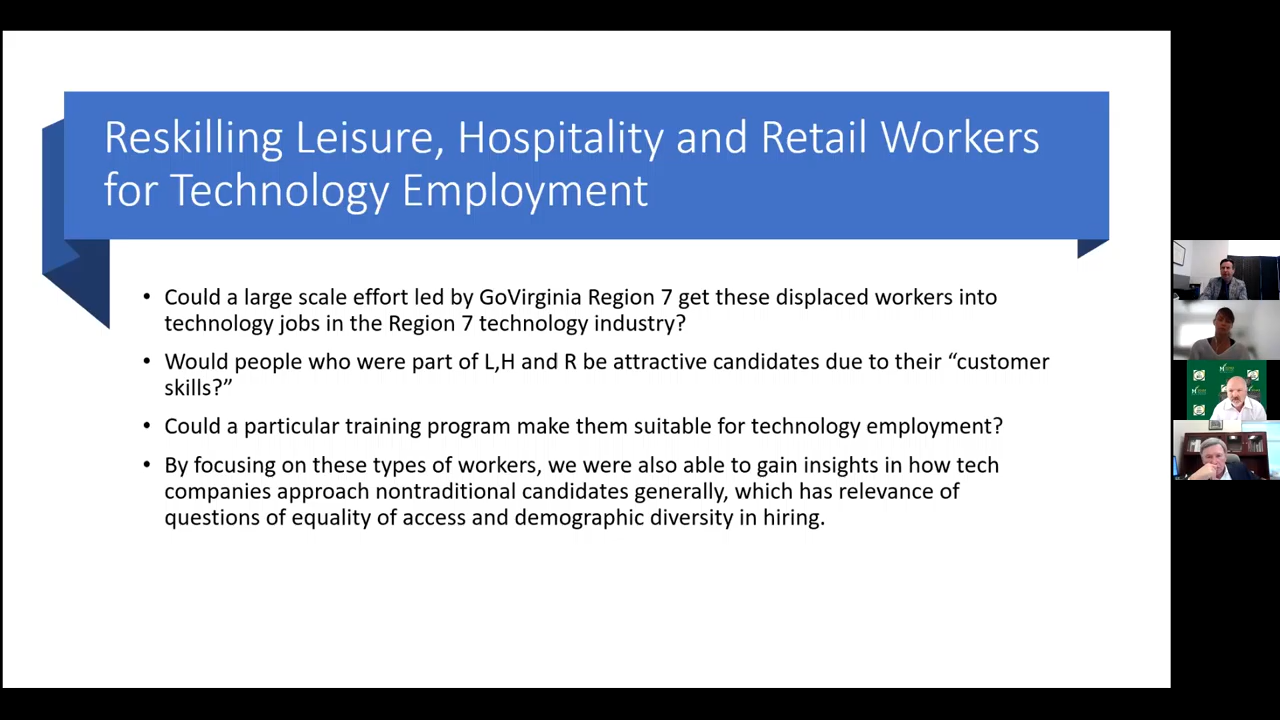 Reskilling Leisure, Hospitality and Retail Workers
for Technology Employment
• Could a large scale effort led by GoVirginia Region 7 get these displaced workers into
technology jobs in the Region 7 technology industry?
• Would people who were part of L,H and R be attractive candidates due to their “customer
skills?”
• Could a particular training program make them suitable for technology employment?
• By focusing on these types of workers, we were also able to gain insights in how tech
companies approach nontraditional candidates generally, which has relevance of
questions of equality of access and demographic diversity in hiring.